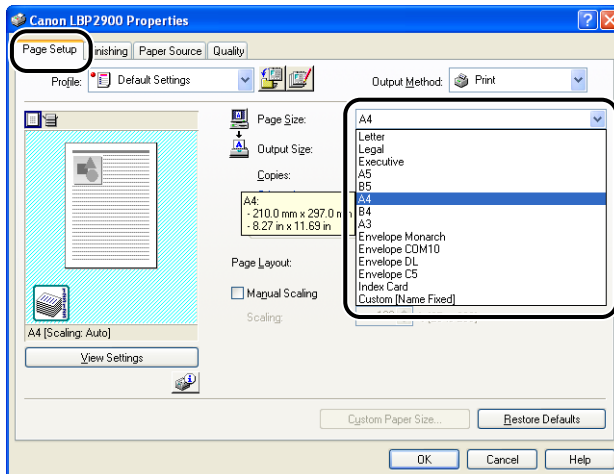 Canon LBP2900 Properties
Page Setup Finishing Paper Source Quality
Profile: Default Settings Output Method: Print
Page Size: A4
Output Size:
Copies:
Letter
Legal
Executive
A5
B5
A4
B4
A3
Envelope Monarch
Envelope COM10
Envelope DL
Envelope C5
Index Card
Custom [Name Fixed]
A4:
- 210.0 mm x 297.0 mm
- 8.27 in x 11.69 in
Page Layout:
Manual Scaling
Scaling:
A4 [Scaling: Auto]
View Settings
Custom Paper Size... Restore Defaults
OK Cancel Help